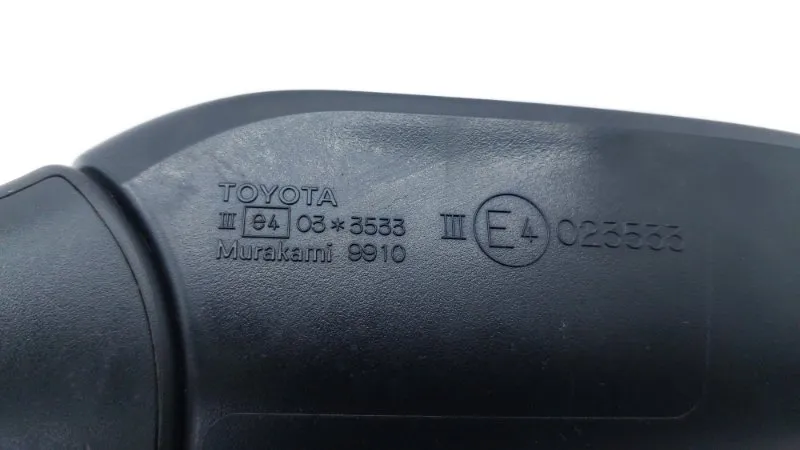 TOYOTA
III e4 03*3533
Murakami 9910
III E4 023533